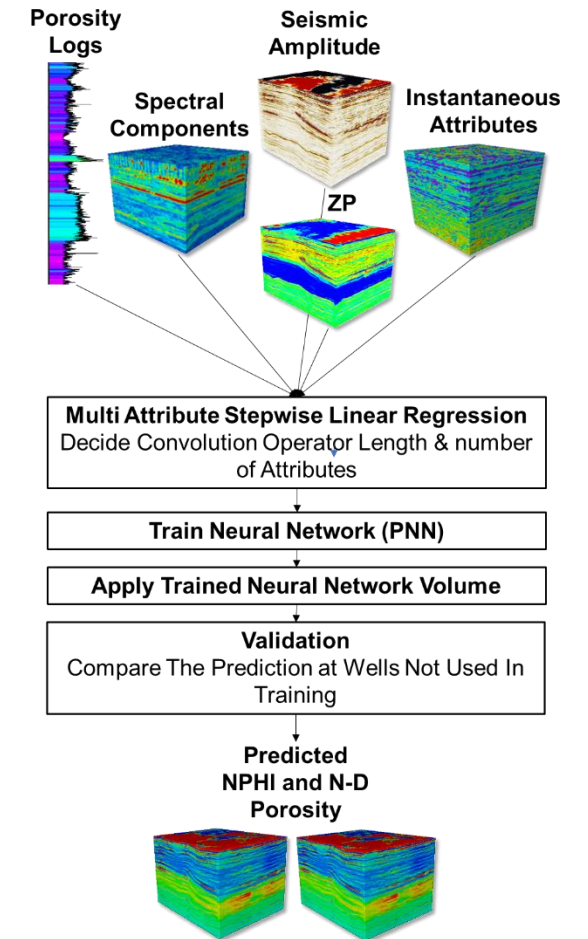 Porosity
Logs
Seismic
Amplitude
Spectral
Components
Instantaneous
Attributes
ZP
Multi Attribute Stepwise Linear Regression
Decide Convolution Operator Length & number
of Attributes
Train Neural Network (PNN)
Apply Trained Neural Network Volume
Validation
Compare The Prediction at Wells Not Used In
Training
Predicted
NPHI and N-D
Porosity